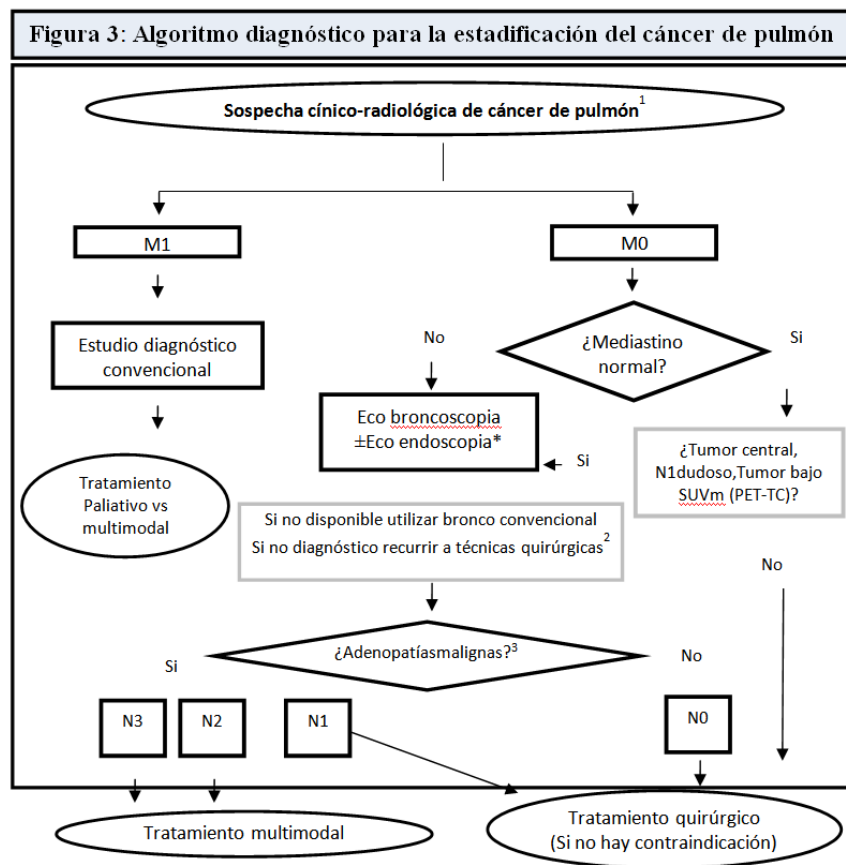 Figura 3: Algoritmo diagnóstico para la estadificación del cáncer de pulmón
Sospecha cínico-radiológica de cáncer de pulmón1
M1
M0
Estudio diagnóstico
convencional
No
¿Mediastino
normal?
Si
Eco broncoscopia
±Eco endoscopia*
Si
¿Tumor central,
N1dudoso,Tumor bajo
SUVm (PET-TC)?
Tratamiento
Paliativo vs
multimodal
Si no disponible utilizar bronco convencional
Si no diagnóstico recurrir a técnicas quirúrgicas2
No
¿Adenopatíasmalignas?3
Si
No
N3
N2
N1
N0
Tratamiento multimodal
Tratamiento quirúrgico
(Si no hay contraindicación)